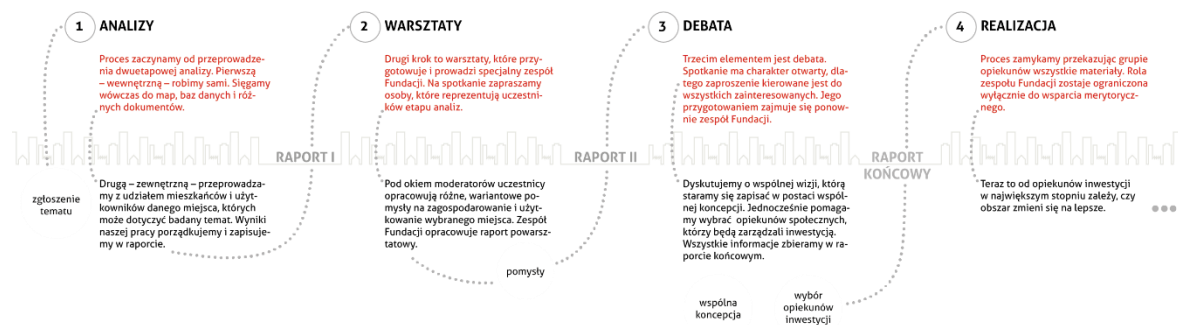 1 ANALIZY
Proces zaczynamy od przeprowadze-
nia dwuetapowej analizy. Pierwszą
– wewnętrzną – robimy sami. Sięgamy
wówczas do map, baz danych i róż-
nych dokumentów.
zgłoszenie
tematu
Drugą – zewnętrzną – przeprowadza-
my z udziałem mieszkańców i użyt-
kowników danego miejsca, których
może dotyczyć badany temat. Wyniki
naszej pracy porządkujemy i zapisuje-
my w raporcie.
RAPORT I
2 WARSZTATY
Drugi krok to warsztaty, które przy-
gotowuje i prowadzi specjalny zespół
Fundacji. Na spotkanie zapraszamy
osoby, które reprezentują uczestni-
ków etapu analiz.
Pod okiem moderatorów uczestnicy
opracowują różne, wariantowe po-
mysły na zagospodarowanie i użyt-
kowanie wybranego miejsca. Zespół
Fundacji opracowuje raport powarsz-
tatowy.
pomysły
RAPORT II
3 DEBATA
Trzecim elementem jest debata.
Spotkanie ma charakter otwarty, dla-
tego zaproszenie kierowane jest do
wszystkich zainteresowanych. Jego
przygotowaniem zajmuje się ponow-
nie zespół Fundacji.
Dyskutujemy o wspólnej wizji, którą
staramy się zapisać w postaci wspól-
nej koncepcji. Jednocześnie pomaga-
my wybrać opiekunów społecznych,
którzy będą zarządzali inwestycją.
Wszystkie informacje zbieramy w ra-
porcie końcowym.
wspólna
koncepcja
wybór
opiekunów
inwestycji
RAPORT
KOŃCOWY
4 REALIZACJA
Proces zamykamy przekazując grupie
opiekunów wszystkie materiały. Rola
zespołu Fundacji zostaje ograniczona
wyłącznie do wsparcia merytorycz-
nego.
Teraz to od opiekunów inwestycji
w największym stopniu zależy, czy
obszar zmieni się na lepsze.